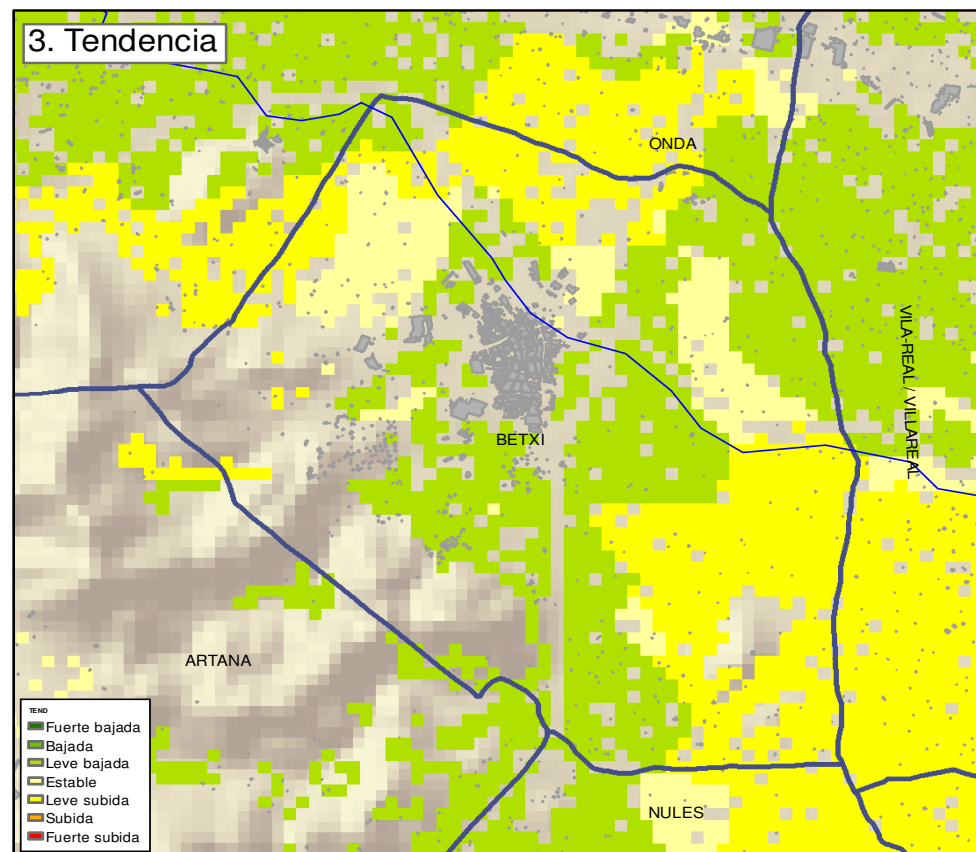 3. Tendencia
ONDA
VILA-REAL / VILLAREAL
BETXI
ARTANA
NULES
TEND
Fuerte bajada
Bajada
Leve bajada
Estable
Leve subida
Subida
Fuerte subida